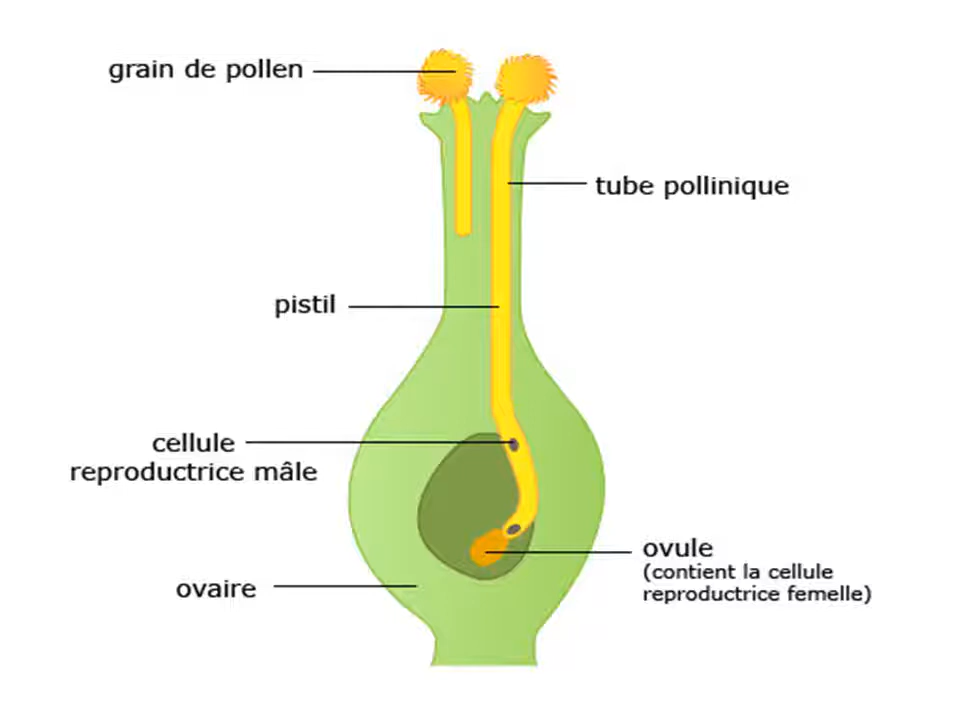 grain de pollen
tube pollinique
pistil
cellule
reproductrice mâle
ovule
(contient la cellule
reproductrice femelle)
ovaire